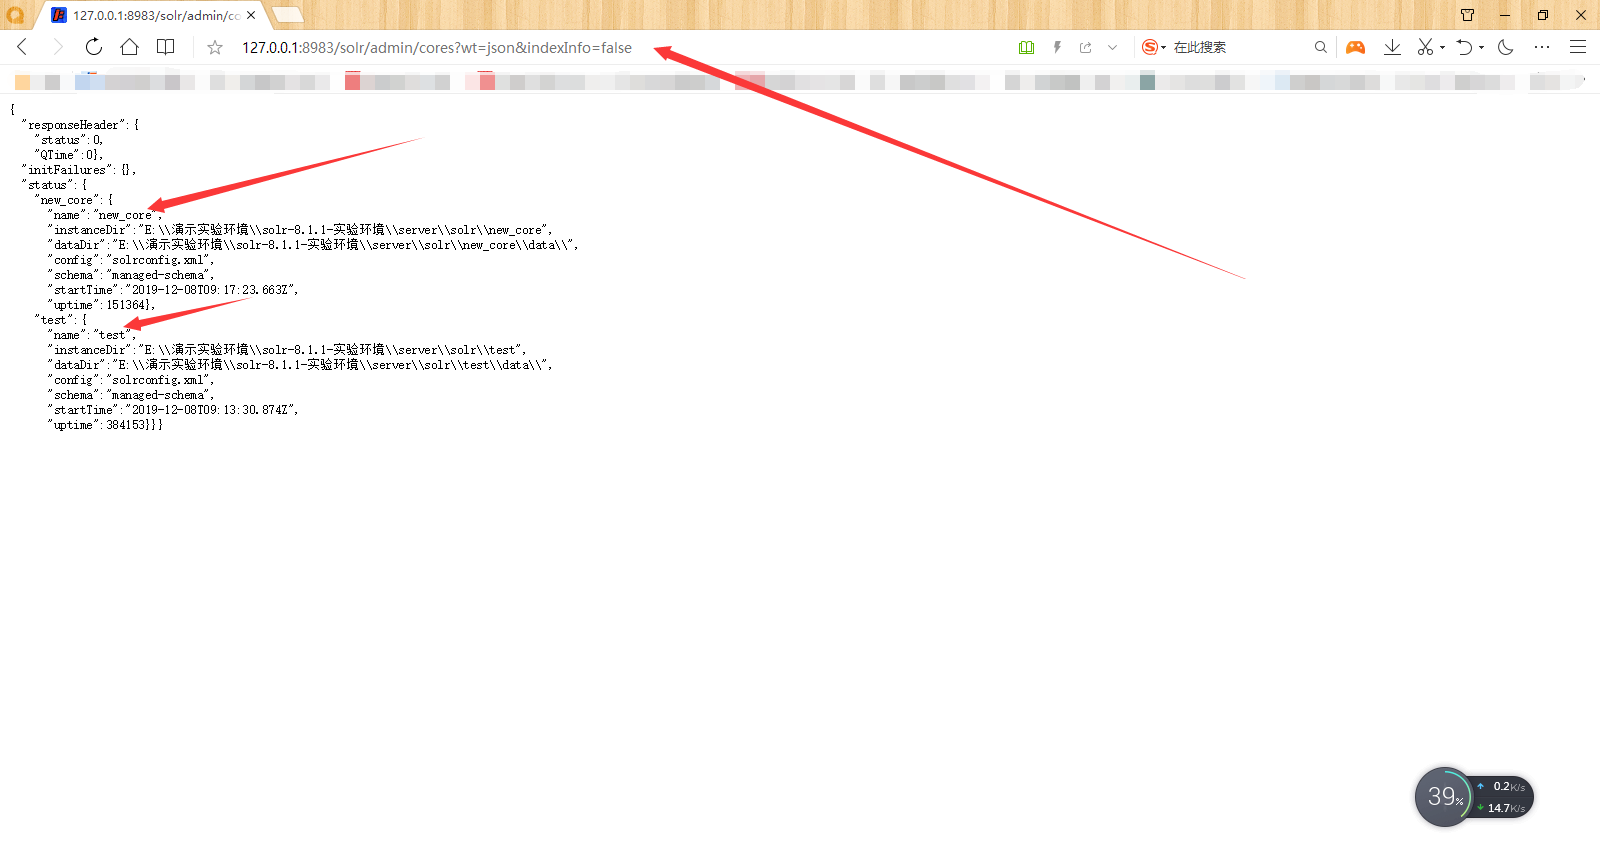 127.0.0.1:8983/solr/admin/co
127.0.0.1:8983/solr/admin/cores?wt=json&indexInfo=false
在此搜索
{
"responseHeader":{
"status":0,
"QTime":0},
"initFailures":{},
"status":{
"new_core":{
"name":"new_core",
"instanceDir":"E:\\演示实验环境\\solr-8.1.1-实验环境\\server\\solr\\new_core",
"dataDir":"E:\\演示实验环境\\solr-8.1.1-实验环境\\server\\solr\\new_core\\data\\",
"config":"solrconfig.xml",
"schema":"managed-schema",
"startTime":"2019-12-08T09:17:23.663Z",
"uptime":151364},
"test":{
"name":"test",
"instanceDir":"E:\\演示实验环境\\solr-8.1.1-实验环境\\server\\solr\\test",
"dataDir":"E:\\演示实验环境\\solr-8.1.1-实验环境\\server\\solr\\test\\data\\",
"config":"solrconfig.xml",
"schema":"managed-schema",
"startTime":"2019-12-08T09:13:30.874Z",
"uptime":384153}}}
39%
0.2K/s
14.7K/s